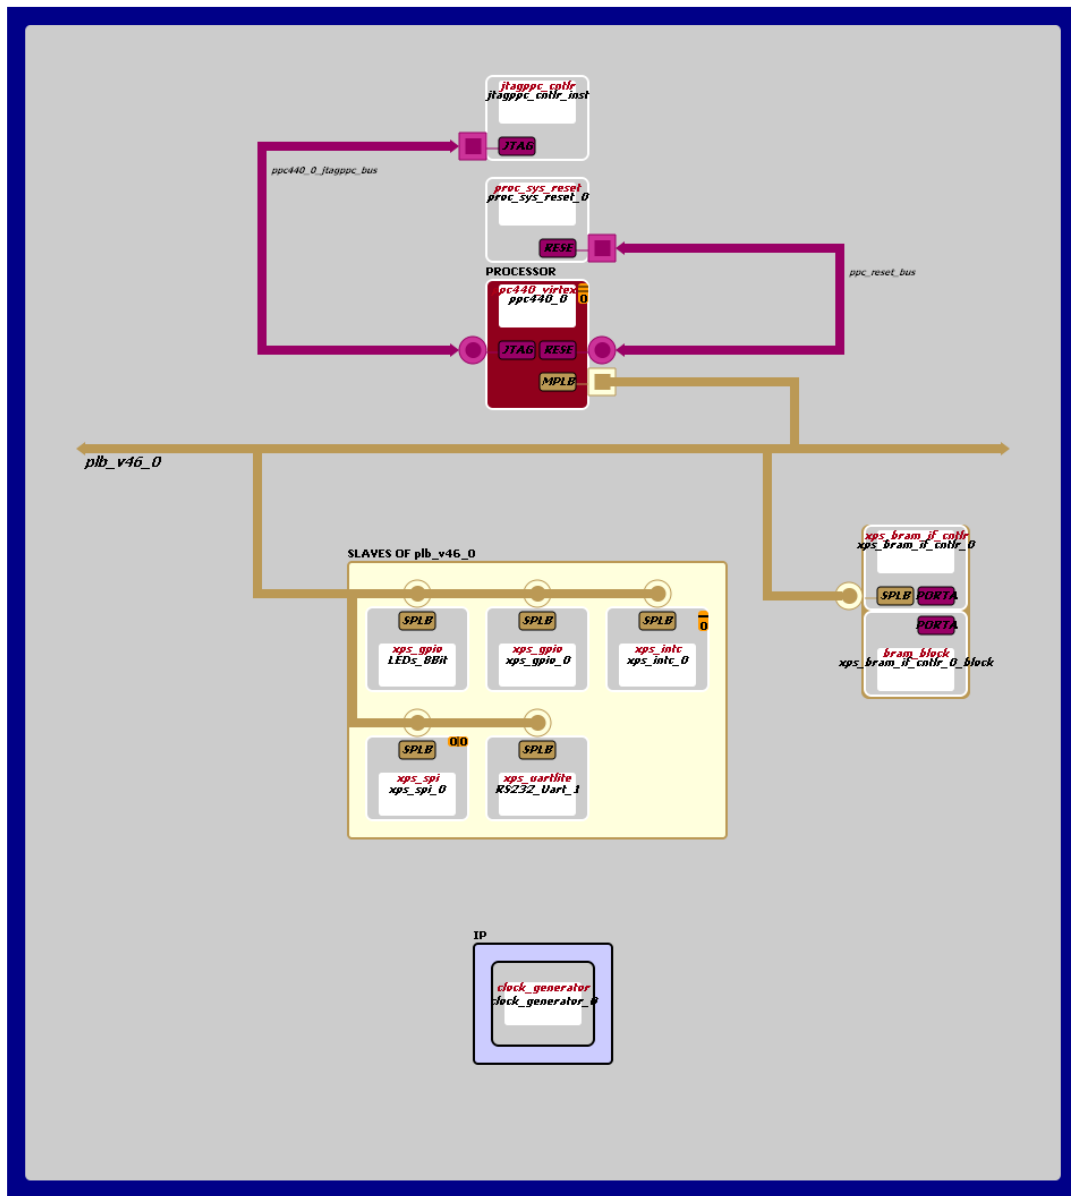 jtagppc_cntlr
jtagppc_cntlr_inst
JTAG
ppc440_0_jtagppc_bus
proc_sys_reset
proc_sys_reset_0
RESE
PROCESSOR
ppc_reset_bus
pc440_virtex
ppc440_0
0
JTAG RESE
MPLB
plb_v46_0
xps_bram_if_cntlr
xps_bram_if_cntlr_0
SPLB PORTA
PORTA
bram_block
xps_bram_if_cntlr_0_block
SLAVES OF plb_v46_0
SPLB SPLB SPLB
0
xps_gpio xps_gpio xps_intc
LEDs_8Bit xps_gpio_0 xps_intc_0
0|0
SPLB SPLB
xps_spi xps_uartlite
xps_spi_0 RS232_Uart_1
IP
clock_generator
clock_generator_0